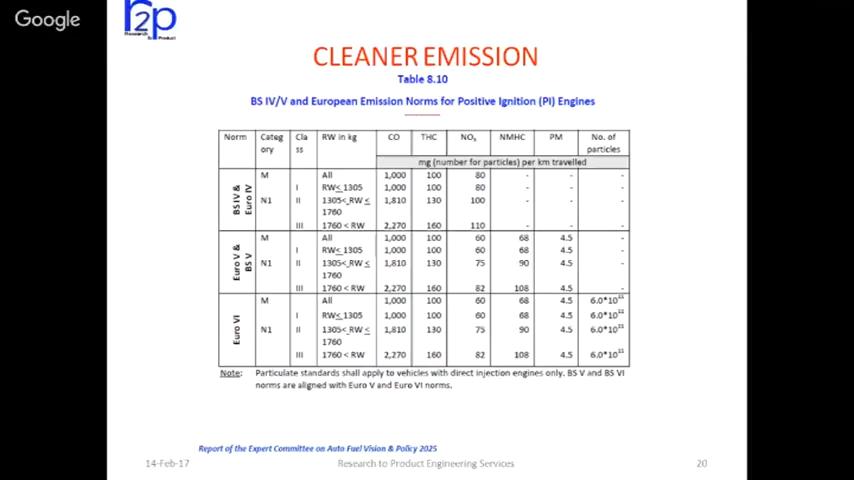 Google
r2p
Research to Product
CLEANER EMISSION
Table 8.10
BS IV/V and European Emission Norms for Positive Ignition (PI) Engines
Norm Categ ory Cla ss RW in kg CO THC NOx NMHC PM No. of particles
mg (number for particles) per km travelled
BS IV & Euro IV
M All 1,000 100 80 - - -
I RW≤ 1305 1,000 100 80 - - -
N1 II 1305< RW ≤ 1760 1,810 130 100 - - -
III 1760 < RW 2,270 160 110 - - -
Euro V & BS V
M All 1,000 100 60 68 4.5 -
I RW≤ 1305 1,000 100 60 68 4.5 -
N1 II 1305< RW ≤ 1760 1,810 130 75 90 4.5 -
III 1760 < RW 2,270 160 82 108 4.5 -
Euro VI
M All 1,000 100 60 68 4.5 6.0*10
I RW≤ 1305 1,000 100 60 68 4.5 6.0*10
N1 II 1305< RW ≤ 1760 1,810 130 75 90 4.5 6.0*10
III 1760 < RW 2,270 160 82 108 4.5 6.0*10
Note: Particulate standards shall apply to vehicles with direct injection engines only. BS V and BS VI
norms are aligned with Euro V and Euro VI norms.
Report of the Expert Committee on Auto Fuel Vision & Policy 2025
14-Feb-17 Research to Product Engineering Services 20